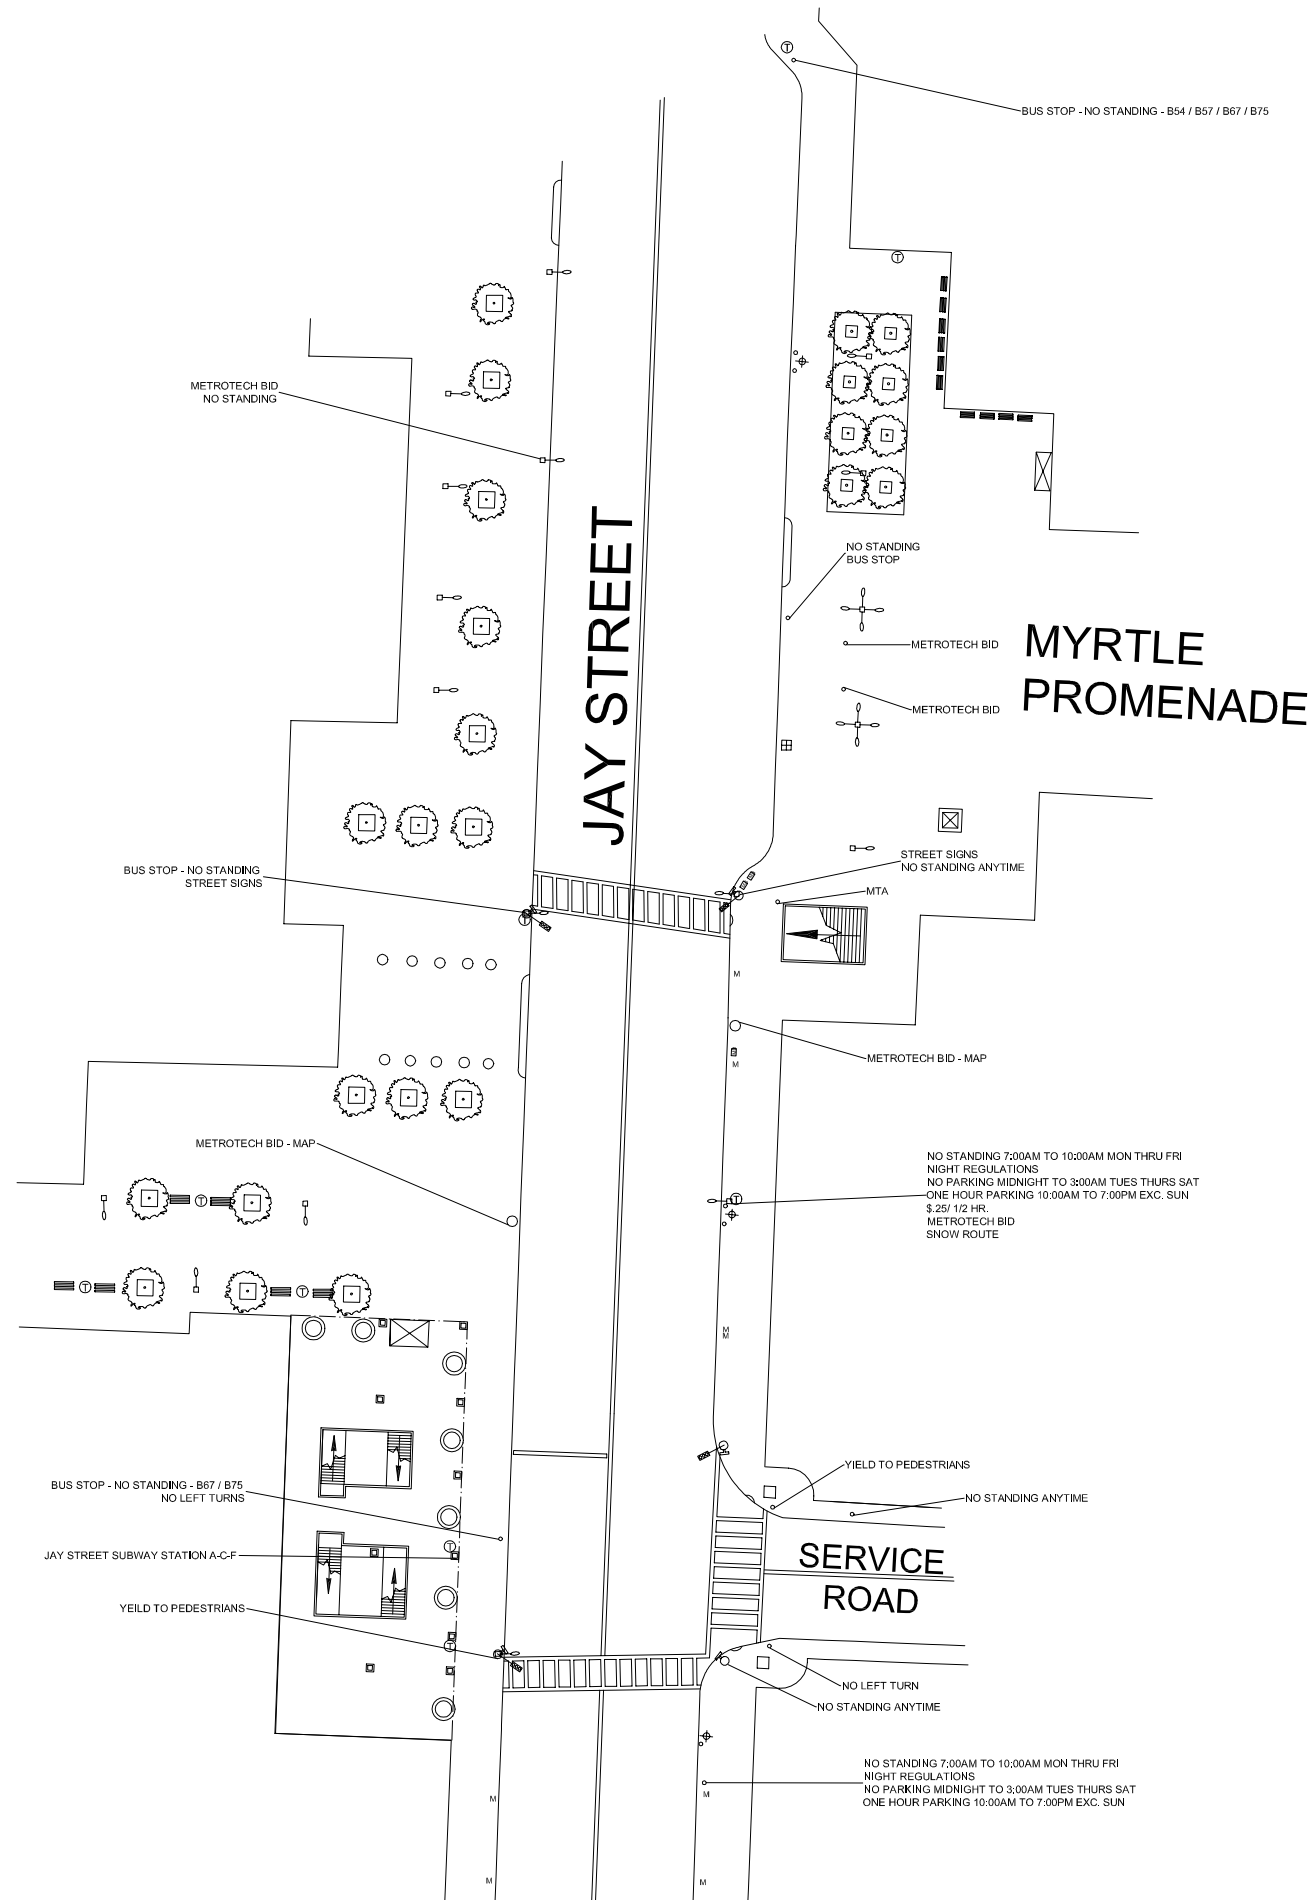 T
BUS STOP - NO STANDING - B54 / B57 / B67 / B75
T
METROTECH BID
NO STANDING
JAY STREET
NO STANDING
BUS STOP
METROTECH BID
MYRTLE
PROMENADE
METROTECH BID
BUS STOP - NO STANDING
STREET SIGNS
STREET SIGNS
NO STANDING ANYTIME
MTA
T
M
METROTECH BID - MAP
M
METROTECH BID - MAP
NO STANDING 7:00AM TO 10:00AM MON THRU FRI
NIGHT REGULATIONS
NO PARKING MIDNIGHT TO 3:00AM TUES THURS SAT
ONE HOUR PARKING 10:00AM TO 7:00PM EXC. SUN
$.25/ 1/2 HR.
METROTECH BID
SNOW ROUTE
T
T
T
T
M
M
YIELD TO PEDESTRIANS
BUS STOP - NO STANDING - B67 / B75
NO LEFT TURNS
NO STANDING ANYTIME
T
JAY STREET SUBWAY STATION A-C-F
SERVICE
ROAD
YEILD TO PEDESTRIANS
T
NO LEFT TURN
NO STANDING ANYTIME
NO STANDING 7:00AM TO 10:00AM MON THRU FRI
NIGHT REGULATIONS
NO PARKING MIDNIGHT TO 3:00AM TUES THURS SAT
ONE HOUR PARKING 10:00AM TO 7:00PM EXC. SUN
M
M
M
M